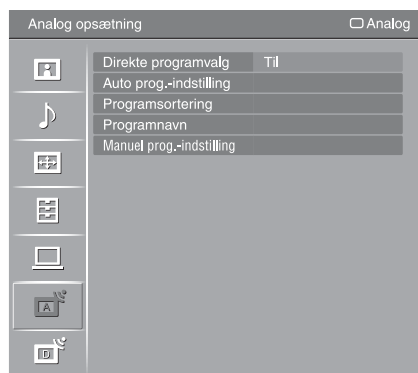 Analog opsætning Analog
Direkte programvalg Til
Auto prog.-indstilling
Programsortering
Programnavn
Manuel prog.-indstilling
A
D